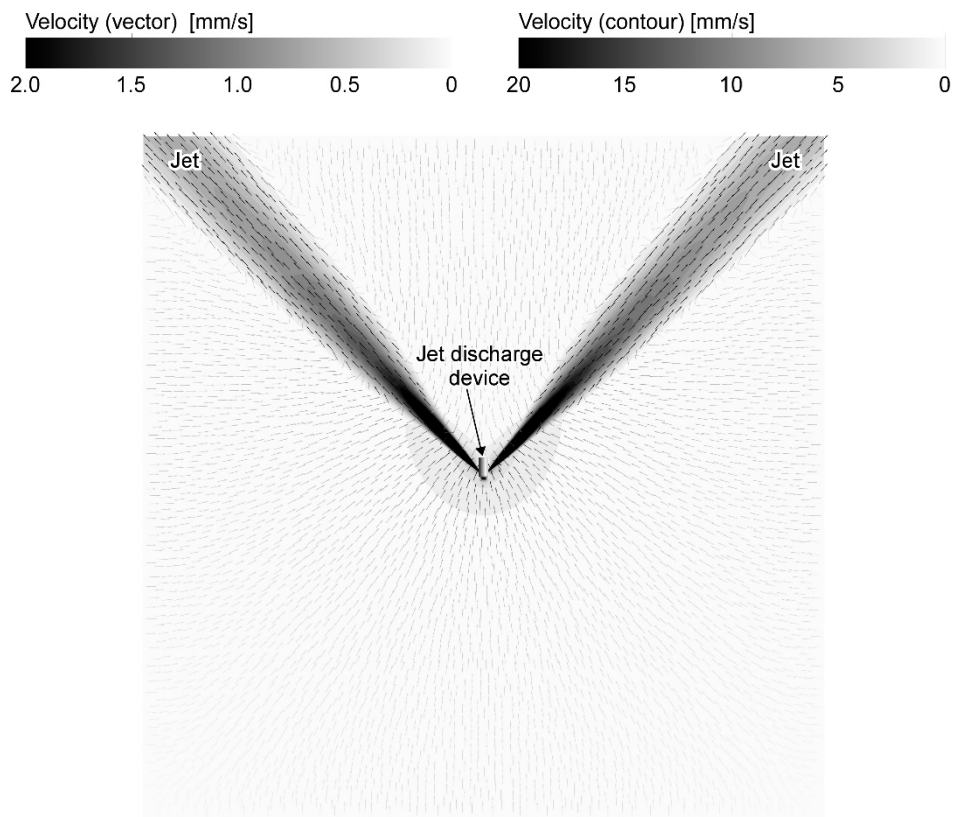 Velocity (vector) [mm/s]
2.0 1.5 1.0 0.5 0
Velocity (contour) [mm/s]
20 15 10 5 0
Jet
Jet
Jet discharge
device